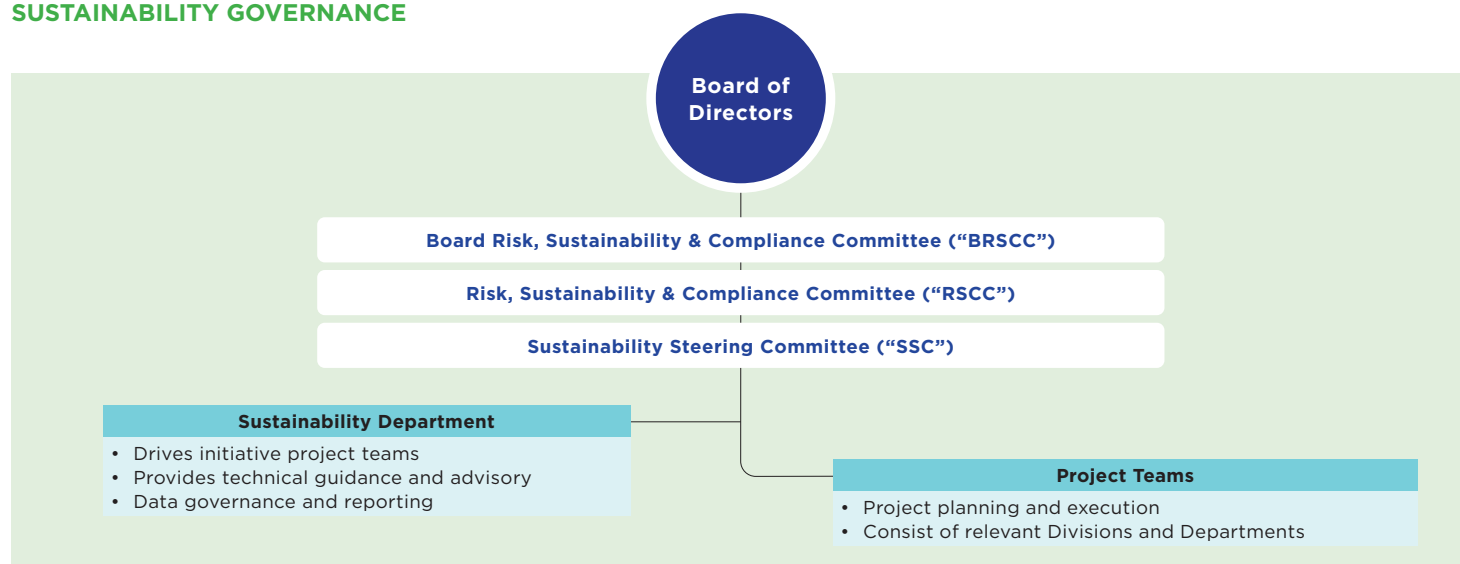 SUSTAINABILITY GOVERNANCE
Board of
Directors
Board Risk, Sustainability & Compliance Committee (“BRSCC”)
Risk, Sustainability & Compliance Committee (“RSCC”)
Sustainability Steering Committee (“SSC”)
Sustainability Department
• Drives initiative project teams
• Provides technical guidance and advisory
• Data governance and reporting
Project Teams
• Project planning and execution
• Consist of relevant Divisions and Departments